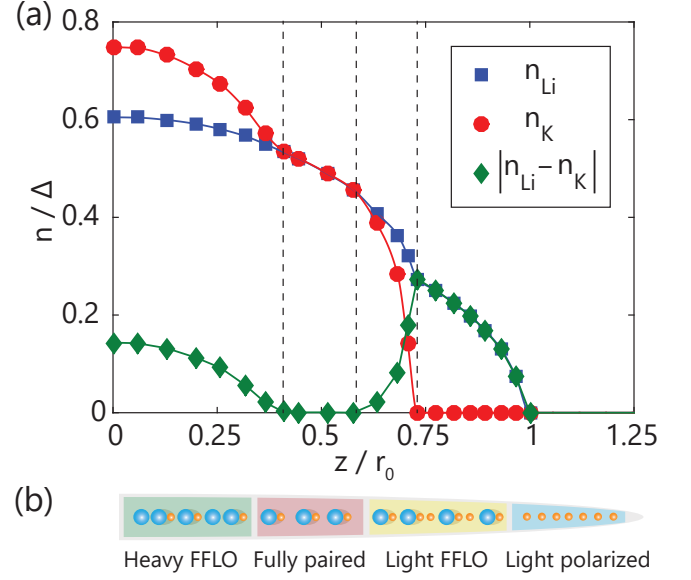 (a)
0.8
0.6
0.4
0.2
0
n / Δ
n_Li
n_K
|n_Li − n_K|
0 0.25 0.5 0.75 1 1.25
z / r_0
(b)
Heavy FFLO Fully paired Light FFLO Light polarized